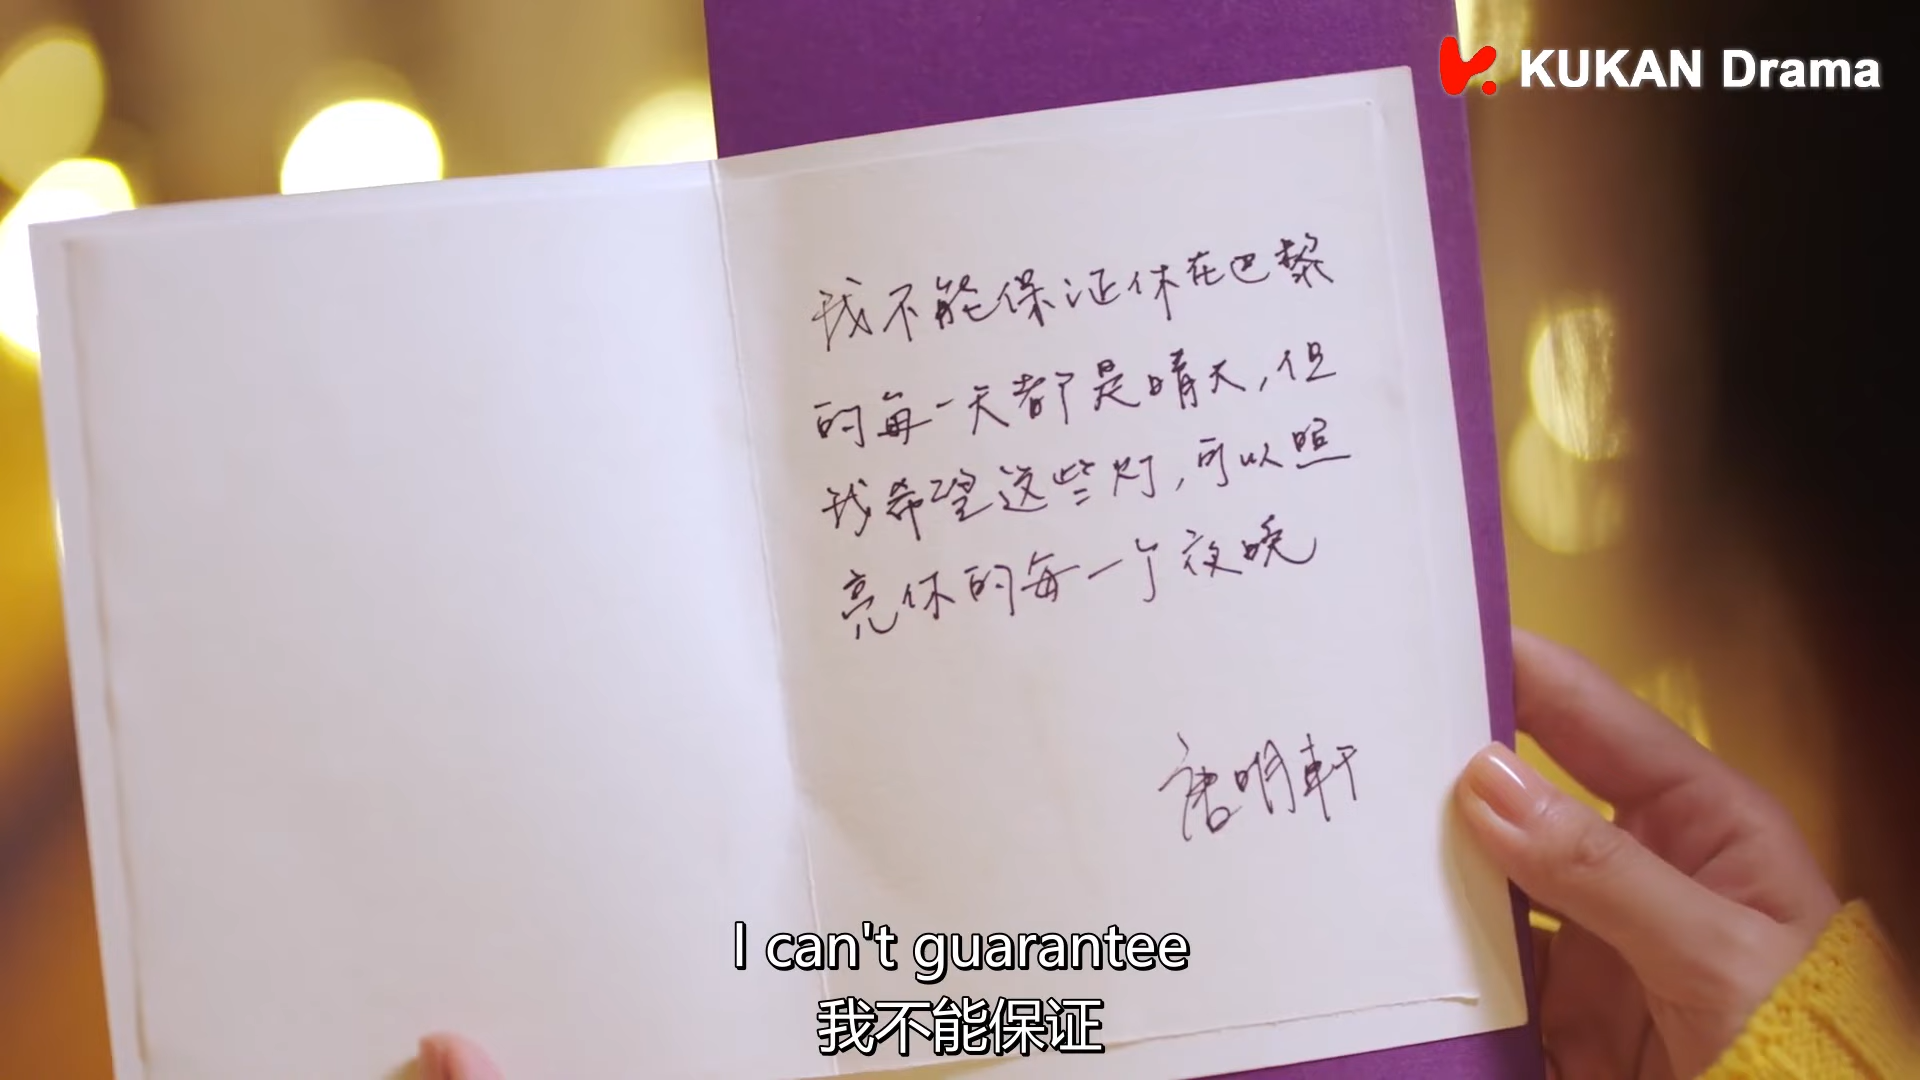 KUKAN Drama
我不能保证你在巴黎
的每一天都是晴天,但
我希望这些灯,可以照
亮你的每一个夜晚
唐明轩
I can't guarantee
我不能保证